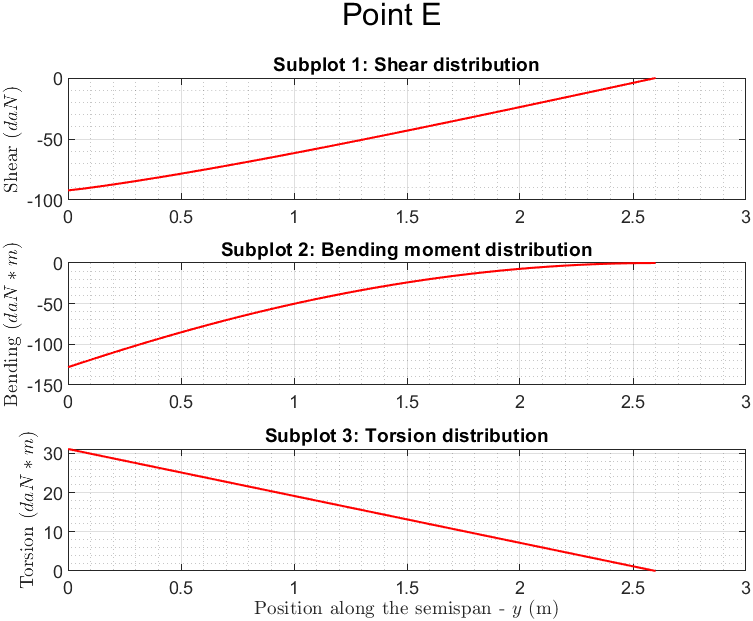 Point E
Subplot 1: Shear distribution
Shear (daN)
0
-50
-100
0 0.5 1 1.5 2 2.5 3
Subplot 2: Bending moment distribution
Bending (daN * m)
0
-50
-100
-150
0 0.5 1 1.5 2 2.5 3
Subplot 3: Torsion distribution
Torsion (daN * m)
30
20
10
0
0 0.5 1 1.5 2 2.5 3
Position along the semispan - y (m)